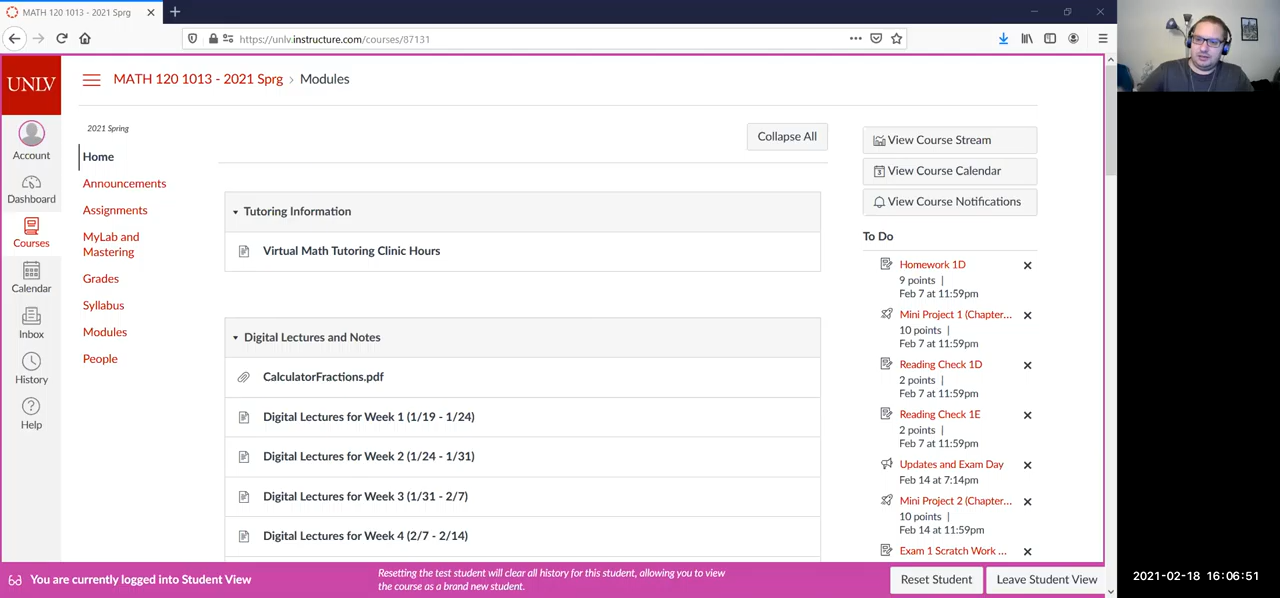 MATH 120 1013 - 2021 Sprg
https://unlv.instructure.com/courses/87131
UNLV
MATH 120 1013 - 2021 Sprg > Modules
Account
Dashboard
Courses
Calendar
Inbox
History
Help
2021 Spring
Home
Announcements
Assignments
MyLab and
Mastering
Grades
Syllabus
Modules
People
Collapse All
Tutoring Information
Virtual Math Tutoring Clinic Hours
Digital Lectures and Notes
CalculatorFractions.pdf
Digital Lectures for Week 1 (1/19 - 1/24)
Digital Lectures for Week 2 (1/24 - 1/31)
Digital Lectures for Week 3 (1/31 - 2/7)
Digital Lectures for Week 4 (2/7 - 2/14)
View Course Stream
View Course Calendar
View Course Notifications
To Do
Homework 1D
9 points |
Feb 7 at 11:59pm
Mini Project 1 (Chapter...
10 points |
Feb 7 at 11:59pm
Reading Check 1D
2 points |
Feb 7 at 11:59pm
Reading Check 1E
2 points |
Feb 7 at 11:59pm
Updates and Exam Day
Feb 14 at 7:14pm
Mini Project 2 (Chapter...
10 points |
Feb 14 at 11:59pm
Exam 1 Scratch Work ...
You are currently logged into Student View
Resetting the test student will clear all history for this student, allowing you to view
the course as a brand new student.
Reset Student
Leave Student View
2021-02-18 16:06:51